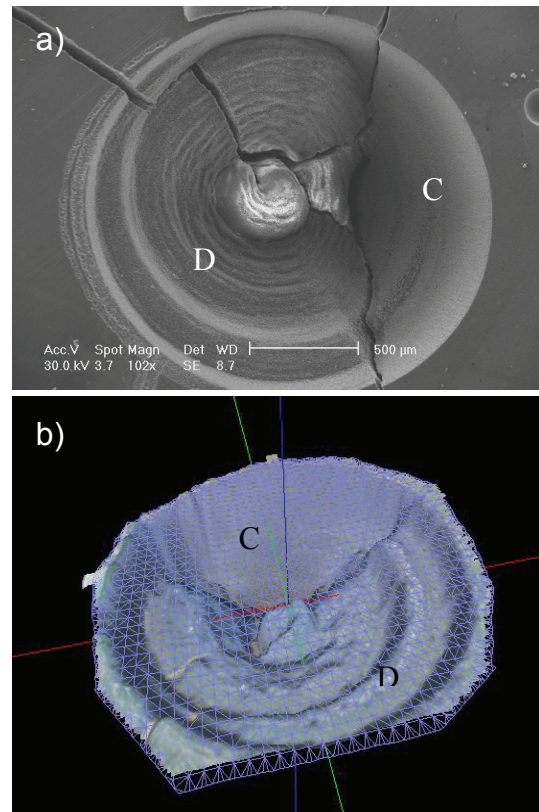 a)
C
D
Acc.V Spot Magn Det WD 500 µm
30.0 kV 3.7 102x SE 8.7
b)
C
D